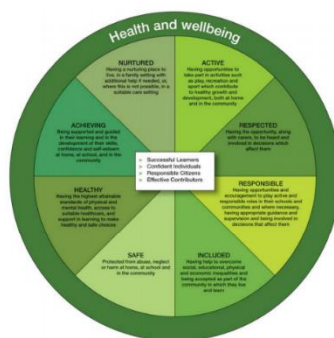 Health and wellbeing
NURTURED
Having a nurturing place to
live, in a family setting with
additional help if needed, or,
where this is not possible, in a
suitable care setting
ACTIVE
Having opportunities to
take part in activities such
as play, recreation and
sport which contribute
to healthy growth and
development, both at home
and in the community
RESPECTED
Having the opportunity, along
with carers, to be heard and
involved in decisions which
affect them
RESPONSIBLE
Having opportunities and
encouragement to play active and
responsible roles in their schools and
communities and where necessary,
having appropriate guidance and
supervision and being involved in
decisions that affect them
INCLUDED
Having help to overcome
social, educational, physical
and economic inequalities and
being accepted as part of the
community in which they live
and learn
SAFE
Protected from abuse, neglect
or harm at home, at school and
in the community
HEALTHY
Having the highest attainable
standards of physical and
mental health, access to
suitable healthcare, and
support in learning to make
healthy and safe choices
ACHIEVING
Being supported and guided
in their learning and in the
development of their skills,
confidence and self-esteem
at home, at school, and in the
community
Successful Learners
Confident Individuals
Responsible Citizens
Effective Contributors